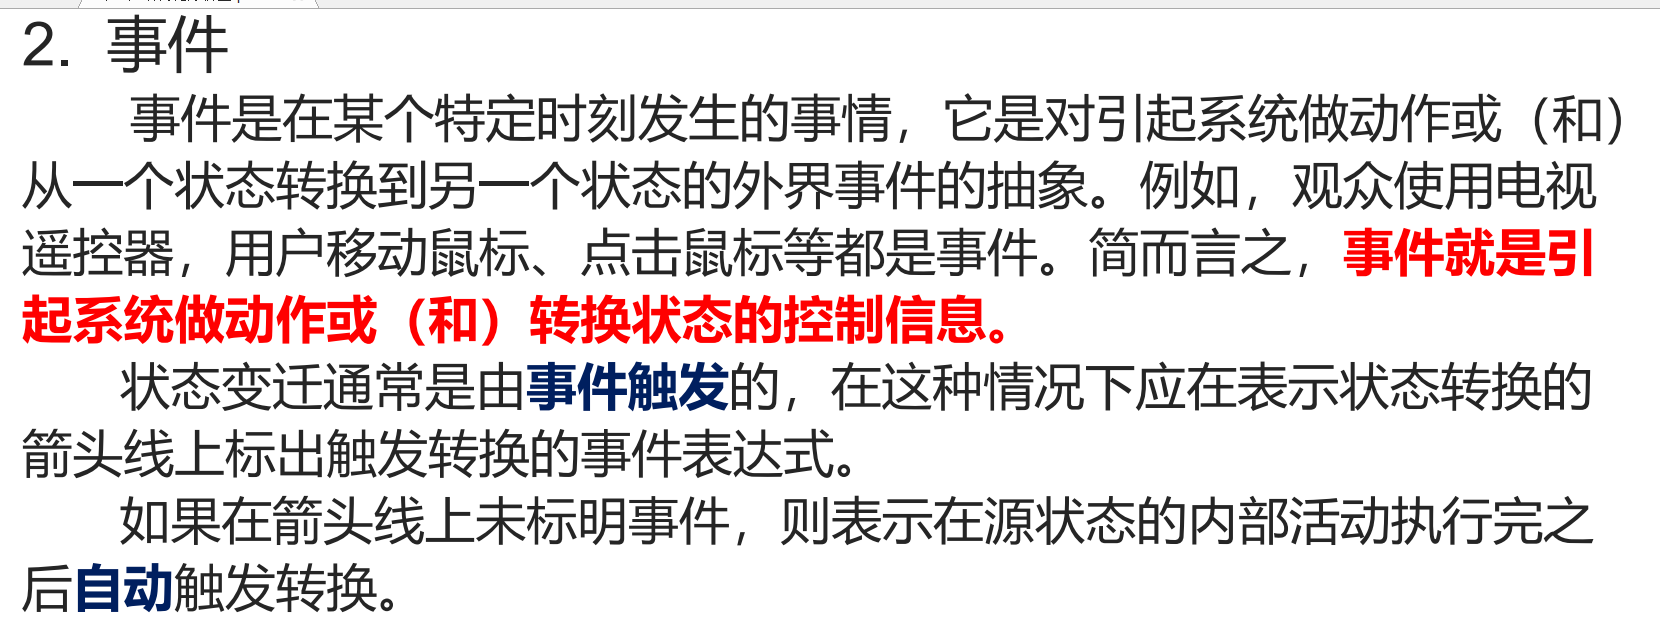 2. 事件
事件是在某个特定时刻发生的事情，它是对引起系统做动作或（和）
从一个状态转换到另一个状态的外界事件的抽象。例如，观众使用电视
遥控器，用户移动鼠标、点击鼠标等都是事件。简而言之，事件就是引
起系统做动作或（和）转换状态的控制信息。
状态变迁通常是由事件触发的，在这种情况下应在表示状态转换的
箭头线上标出触发转换的事件表达式。
如果在箭头线上未标明事件，则表示在源状态的内部活动执行完之
后自动触发转换。